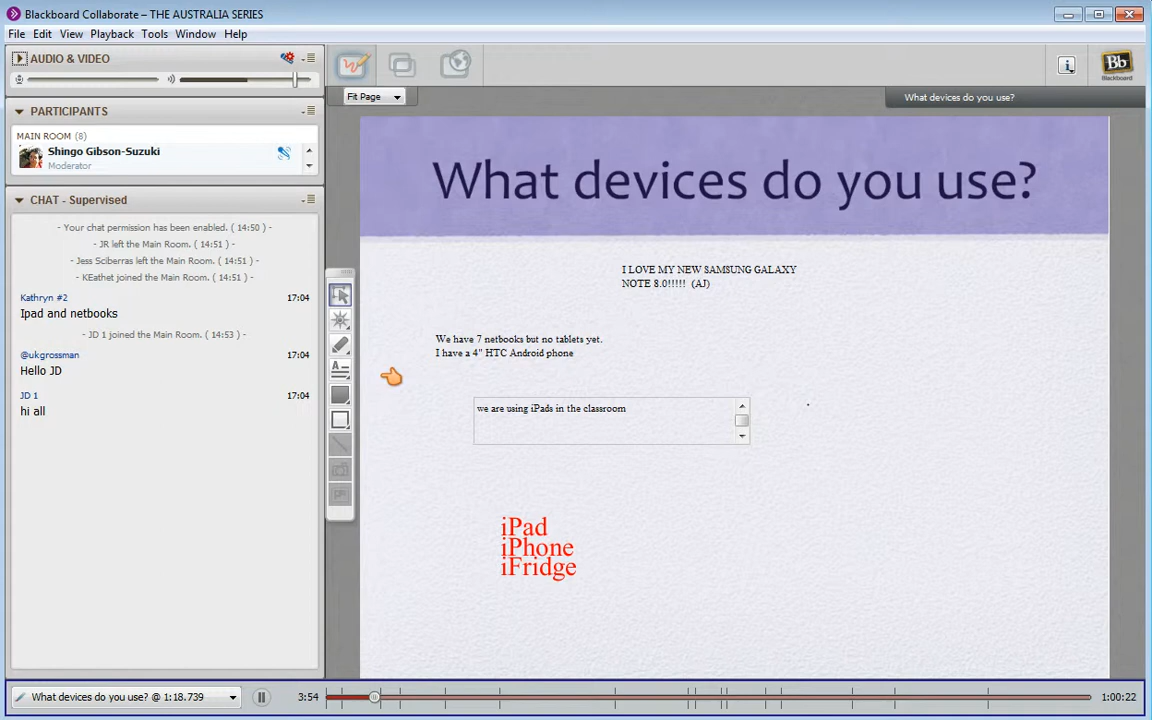 Blackboard Collaborate – THE AUSTRALIA SERIES
File Edit View Playback Tools Window Help
AUDIO & VIDEO
PARTICIPANTS
MAIN ROOM (8)
Shingo Gibson-Suzuki
Moderator
CHAT - Supervised
- Your chat permission has been enabled. ( 14:50 ) -
- JR left the Main Room. ( 14:51 ) -
- Jess Sciberras left the Main Room. ( 14:51 ) -
- KEathet joined the Main Room. ( 14:51 ) -
Kathryn #2 17:04
Ipad and netbooks
- JD 1 joined the Main Room. ( 14:53 ) -
@ukgrossman 17:04
Hello JD
JD 1 17:04
hi all
Fit Page
What devices do you use?
Bb
Blackboard
What devices do you use?
I LOVE MY NEW SAMSUNG GALAXY
NOTE 8.0!!!!! (AJ)
We have 7 netbooks but no tablets yet.
I have a 4" HTC Android phone
we are using iPads in the classroom
iPad
iPhone
iFridge
What devices do you use? @ 1:18.739
3:54
1:00:22